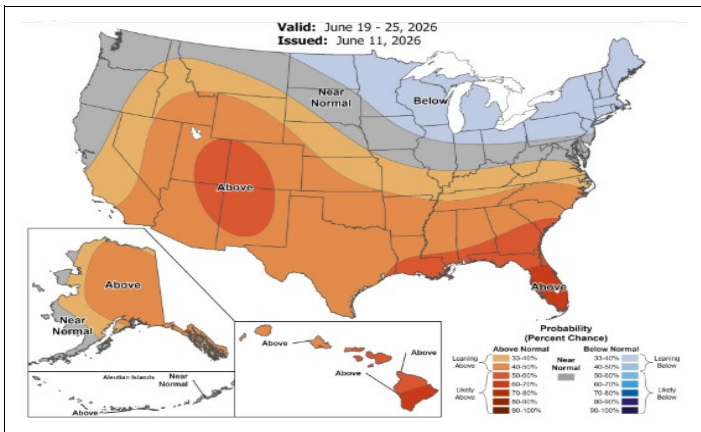 Valid: June 19 - 25, 2026
Issued: June 11, 2026
Near
Normal
Below
Above
Above
Above
Near
Normal
Aleutian Islands
Near
Normal
Above
Above
Above
Above
Probability
(Percent Chance)
Above Normal
Below Normal
Leaning
Above
Likely
Above
33-40%
40-50%
50-60%
60-70%
70-80%
80-90%
90-100%
Near
Normal
33-40%
40-50%
50-60%
60-70%
70-80%
80-90%
90-100%
Leaning
Below
Likely
Below